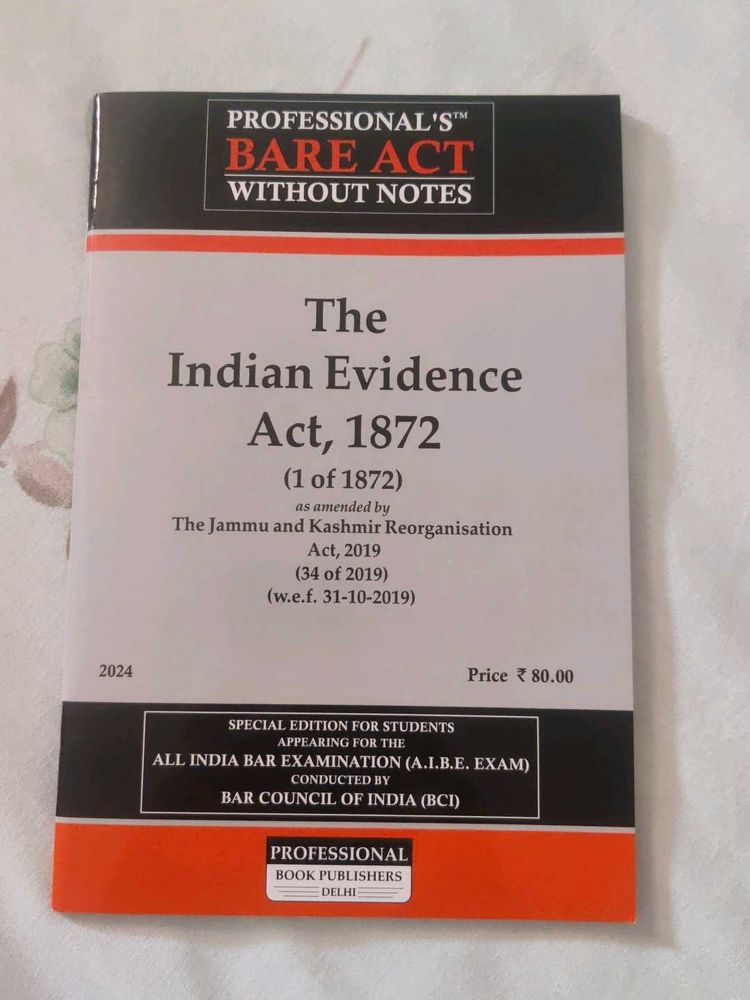 PROFESSIONAL'S™
BARE ACT
WITHOUT NOTES
The
Indian Evidence
Act, 1872
(1 of 1872)
as amended by
The Jammu and Kashmir Reorganisation
Act, 2019
(34 of 2019)
(w.e.f. 31-10-2019)
2024
Price ₹ 80.00
SPECIAL EDITION FOR STUDENTS
APPEARING FOR THE
ALL INDIA BAR EXAMINATION (A.I.B.E. EXAM)
CONDUCTED BY
BAR COUNCIL OF INDIA (BCI)
PROFESSIONAL
BOOK PUBLISHERS
DELHI